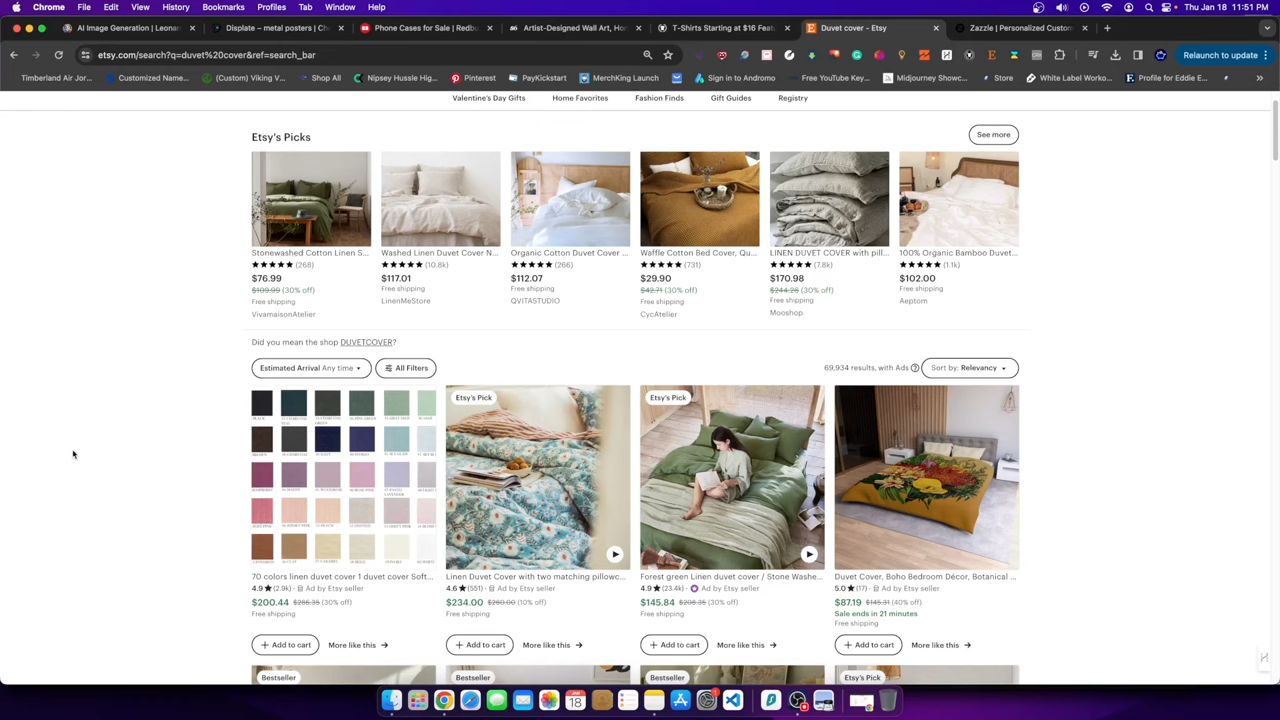 Chrome File Edit View History Bookmarks Profiles Tab Window Help
Thu Jan 18 11:51 PM
AI Image Generation | Leonar
Displate – metal posters | C
Phone Cases for Sale | Redbu
Artist-Designed Wall Art, Ho
T-Shirts Starting at $16 Feat
Duvet cover - Etsy
Zazzle | Personalized Custom
etsy.com/search?q=duvet%20cover&ref=search_bar
Relaunch to update
Timberland Air Jor...
Customized Name...
(Custom) Viking V...
Shop All
Nipsey Hussle Hig...
Pinterest
PayKickstart
MerchKing Launch
Sign in to Andromo
Free YouTube Key...
Midjourney Showc...
Store
White Label Worko...
Profile for Eddie E...
Valentine's Day Gifts
Home Favorites
Fashion Finds
Gift Guides
Registry
Etsy's Picks
See more
Stonewashed Cotton Linen S...
(268)
$76.99
$109.99 (30% off)
Free shipping
VivamaisonAtelier
Washed Linen Duvet Cover N...
(10.8k)
$117.01
Free shipping
LinenMeStore
Organic Cotton Duvet Cover ...
(266)
$112.07
Free shipping
QVITASTUDIO
Waffle Cotton Bed Cover, Qu...
(731)
$29.90
$42.71 (30% off)
Free shipping
CycAtelier
LINEN DUVET COVER with pill...
(7.8k)
$170.98
$244.26 (30% off)
Free shipping
Mooshop
100% Organic Bamboo Duvet...
(1.1k)
$102.00
Free shipping
Aeptom
Did you mean the shop DUVETCOVER?
Estimated Arrival Any time
All Filters
69,934 results, with Ads
Sort by: Relevancy
70 colors linen duvet cover 1 duvet cover Soft...
4.9 (2.9k) · Ad by Etsy seller
$200.44 $286.35 (30% off)
Free shipping
Add to cart
More like this
Etsy's Pick
Linen Duvet Cover with two matching pillowc...
4.6 (551) · Ad by Etsy seller
$234.00 $260.00 (10% off)
Free shipping
Add to cart
More like this
Etsy's Pick
Forest green Linen duvet cover / Stone Washe...
4.9 (23.4k) · Ad by Etsy seller
$145.84 $208.35 (30% off)
Free shipping
Add to cart
More like this
Duvet Cover, Boho Bedroom Décor, Botanical ...
5.0 (17) · Ad by Etsy seller
$87.19 $145.31 (40% off)
Sale ends in 21 minutes
Free shipping
Add to cart
More like this
Bestseller
Bestseller
Etsy's Pick